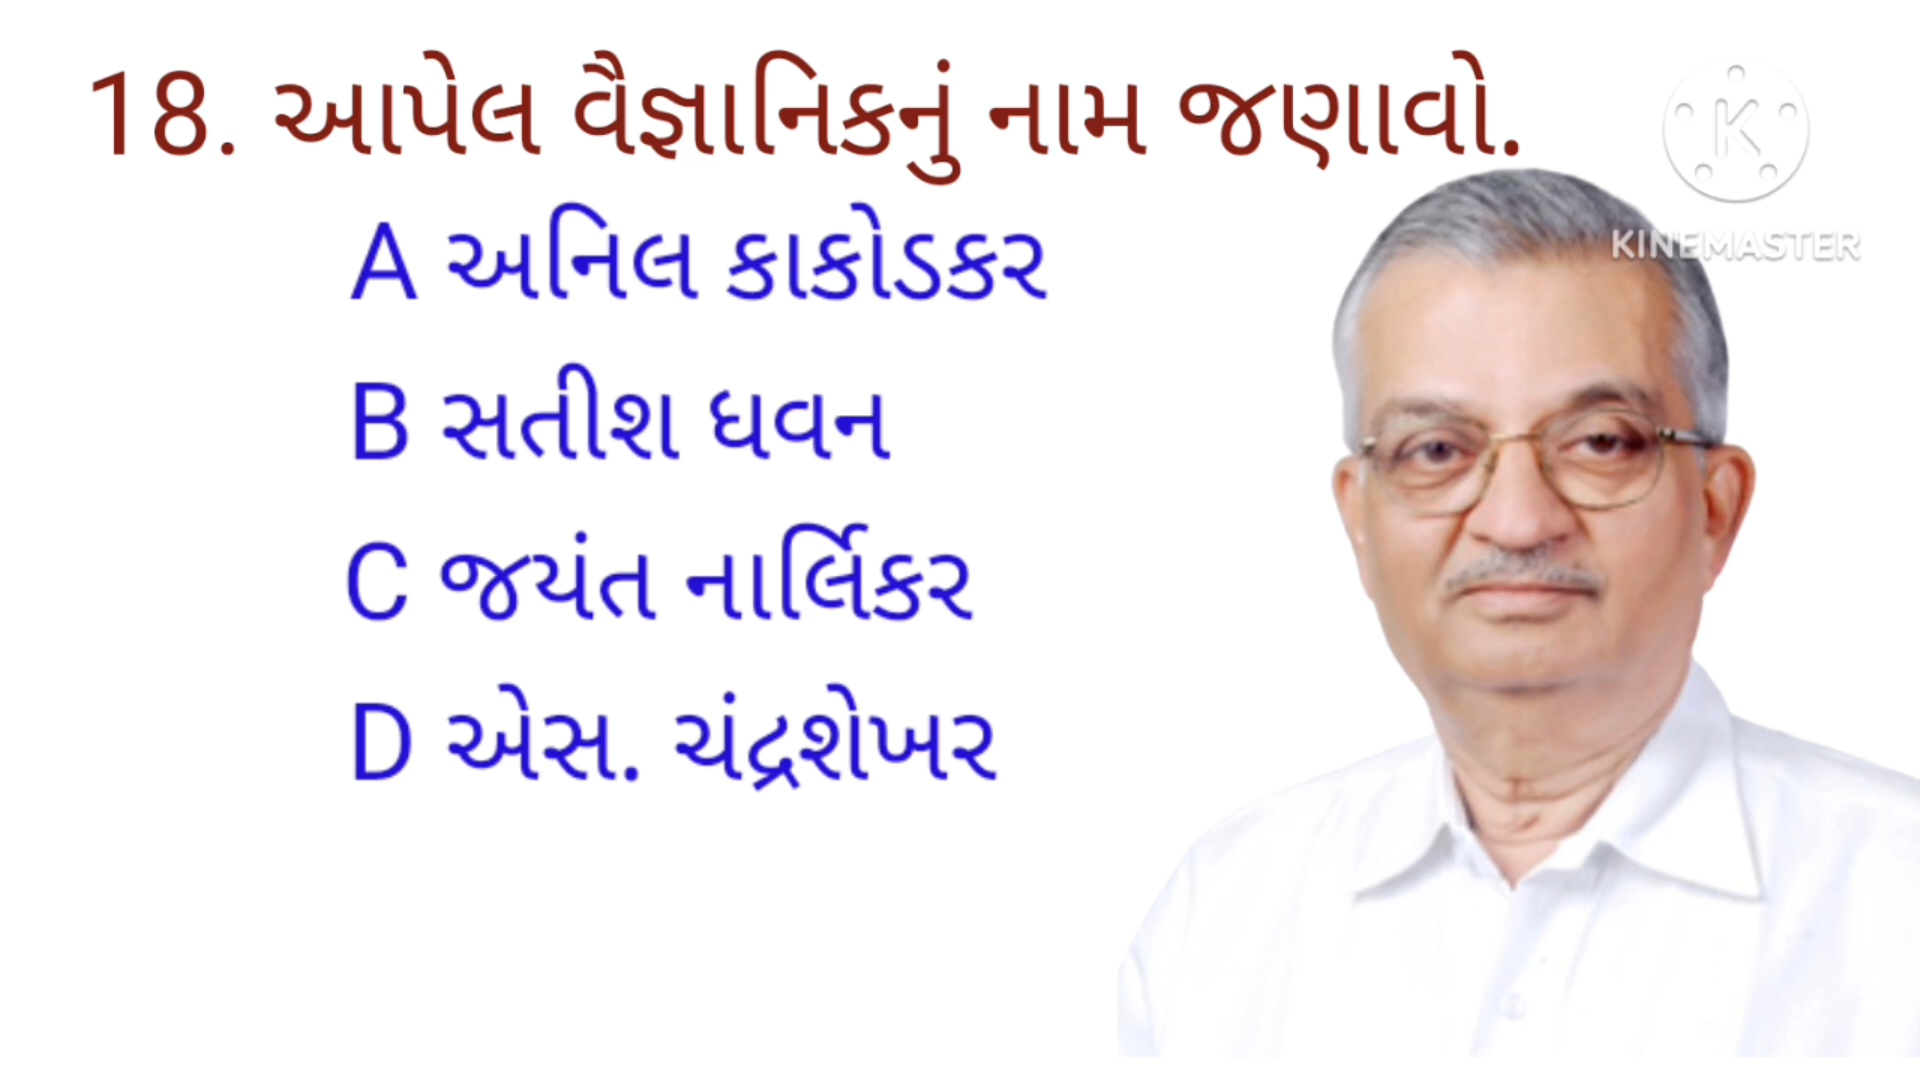 18. આપેલ વૈજ્ઞાનિકનું નામ જણાવો.
K
KINEMASTER
A અનિલ કાકોડકર
B સતીશ ધવન
C જયંત નાર્લિકર
D એસ. ચંદ્રશેખર